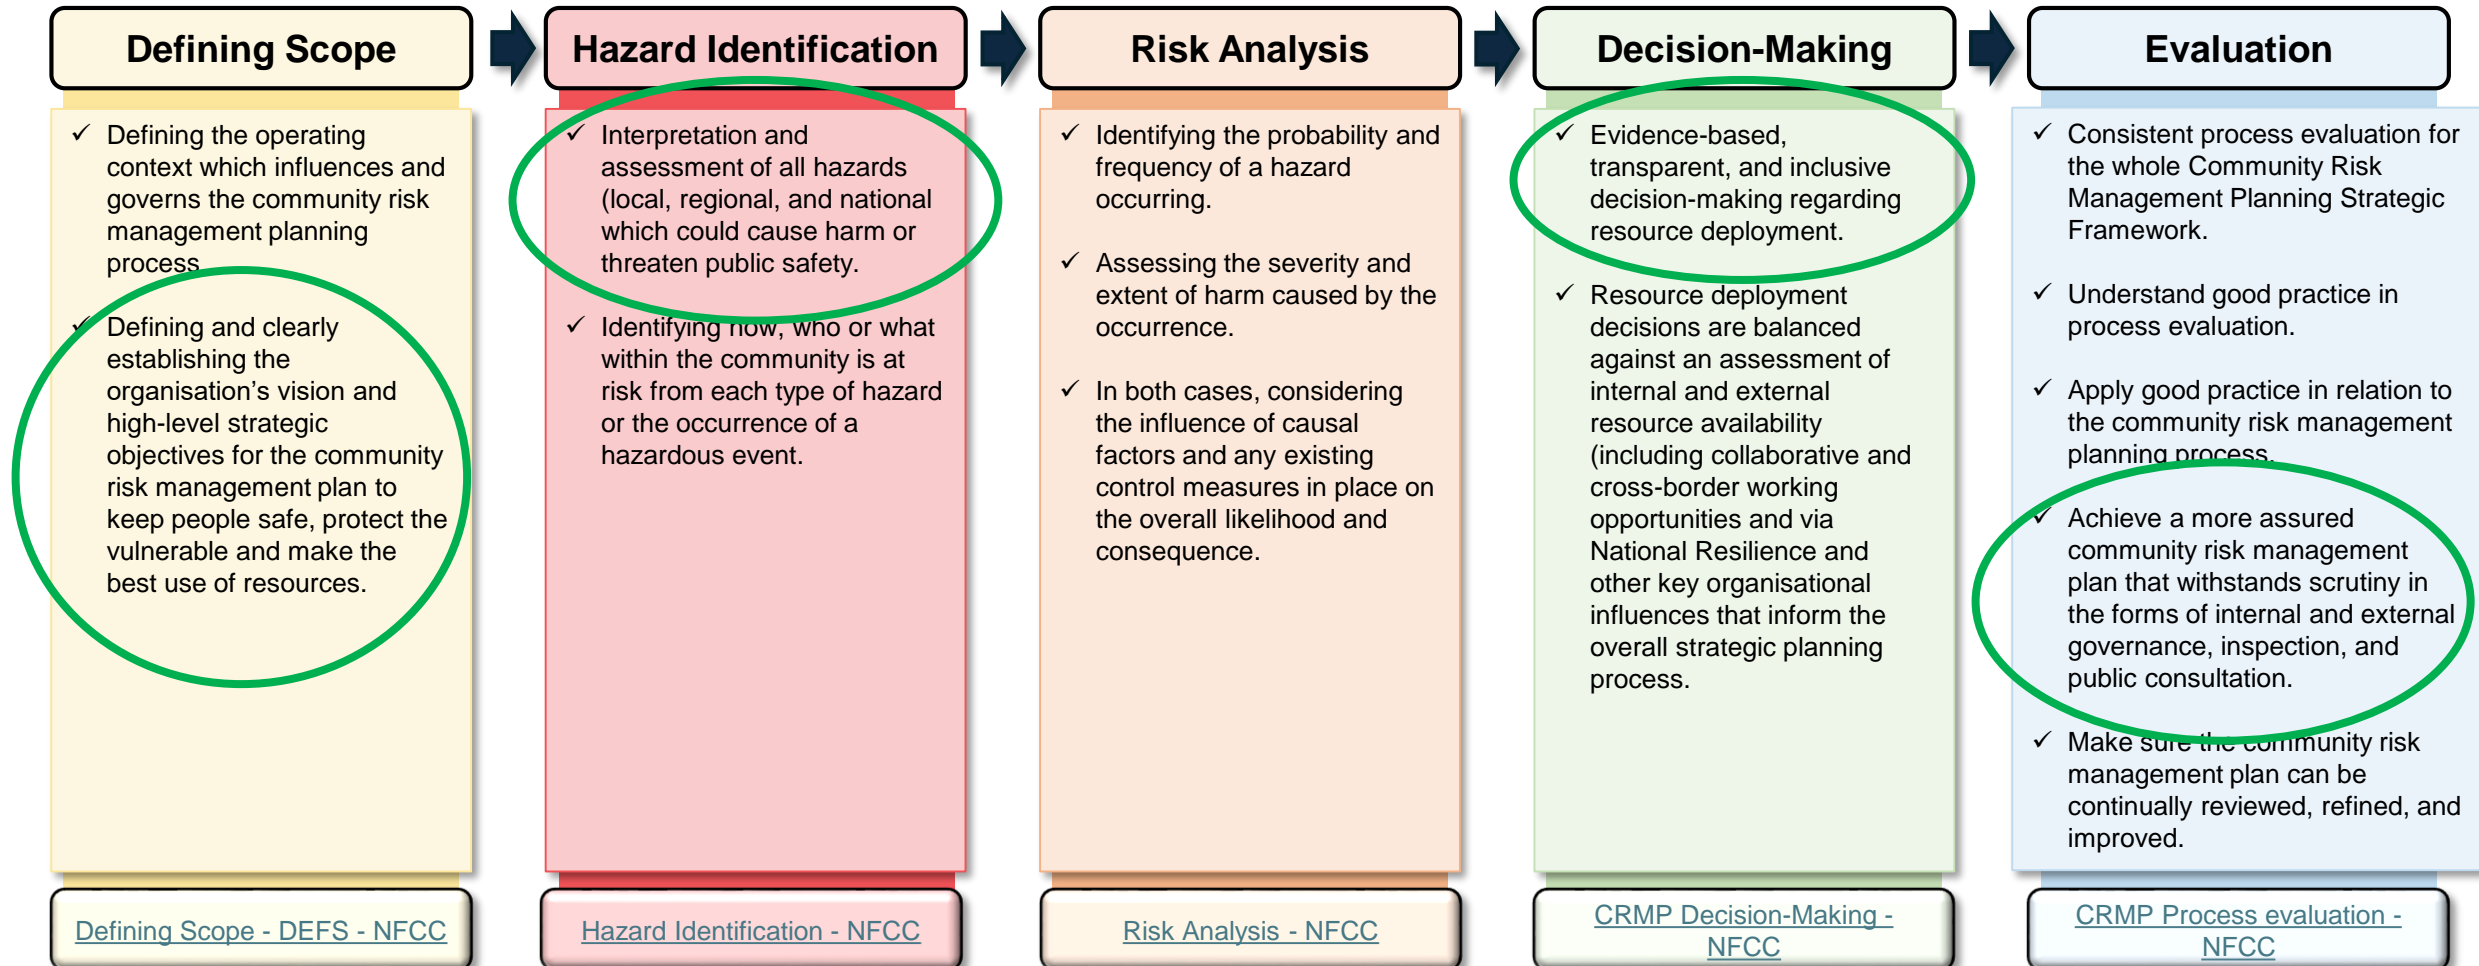 Defining Scope
✓ Defining the operating
context which influences and
governs the community risk
management planning
process
✓ Defining and clearly
establishing the
organisation’s vision and
high-level strategic
objectives for the community
risk management plan to
keep people safe, protect the
vulnerable and make the
best use of resources.
Defining Scope - DEFS - NFCC
Hazard Identification
✓ Interpretation and
assessment of all hazards
(local, regional, and national
which could cause harm or
threaten public safety.
✓ Identifying how, who or what
within the community is at
risk from each type of hazard
or the occurrence of a
hazardous event.
Hazard Identification - NFCC
Risk Analysis
✓ Identifying the probability and
frequency of a hazard
occurring.
✓ Assessing the severity and
extent of harm caused by the
occurrence.
✓ In both cases, considering
the influence of causal
factors and any existing
control measures in place on
the overall likelihood and
consequence.
Risk Analysis - NFCC
Decision-Making
✓ Evidence-based,
transparent, and inclusive
decision-making regarding
resource deployment.
✓ Resource deployment
decisions are balanced
against an assessment of
internal and external
resource availability
(including collaborative and
cross-border working
opportunities and via
National Resilience and
other key organisational
influences that inform the
overall strategic planning
process.
CRMP Decision-Making -
NFCC
Evaluation
✓ Consistent process evaluation for
the whole Community Risk
Management Planning Strategic
Framework.
✓ Understand good practice in
process evaluation.
✓ Apply good practice in relation to
the community risk management
planning process.
✓ Achieve a more assured
community risk management
plan that withstands scrutiny in
the forms of internal and external
governance, inspection, and
public consultation.
✓ Make sure the community risk
management plan can be
continually reviewed, refined, and
improved.
CRMP Process evaluation -
NFCC